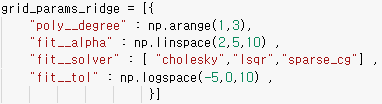 grid_params_ridge = [{
"poly__degree" : np.arange(1,3),
"fit__alpha" : np.linspace(2,5,10) ,
"fit__solver" : [ "cholesky","lsqr","sparse_cg"] ,
"fit__tol" : np.logspace(-5,0,10) ,
}]